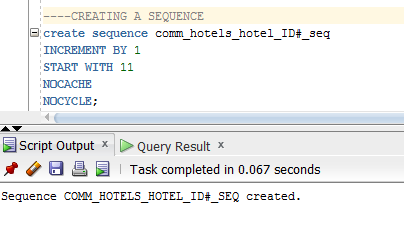 ----CREATING A SEQUENCE
create sequence comm_hotels_hotel_ID#_seq
INCREMENT BY 1
START WITH 11
NOCACHE
NOCYCLE;
Script Output x Query Result x
Task completed in 0.067 seconds
Sequence COMM_HOTELS_HOTEL_ID#_SEQ created.